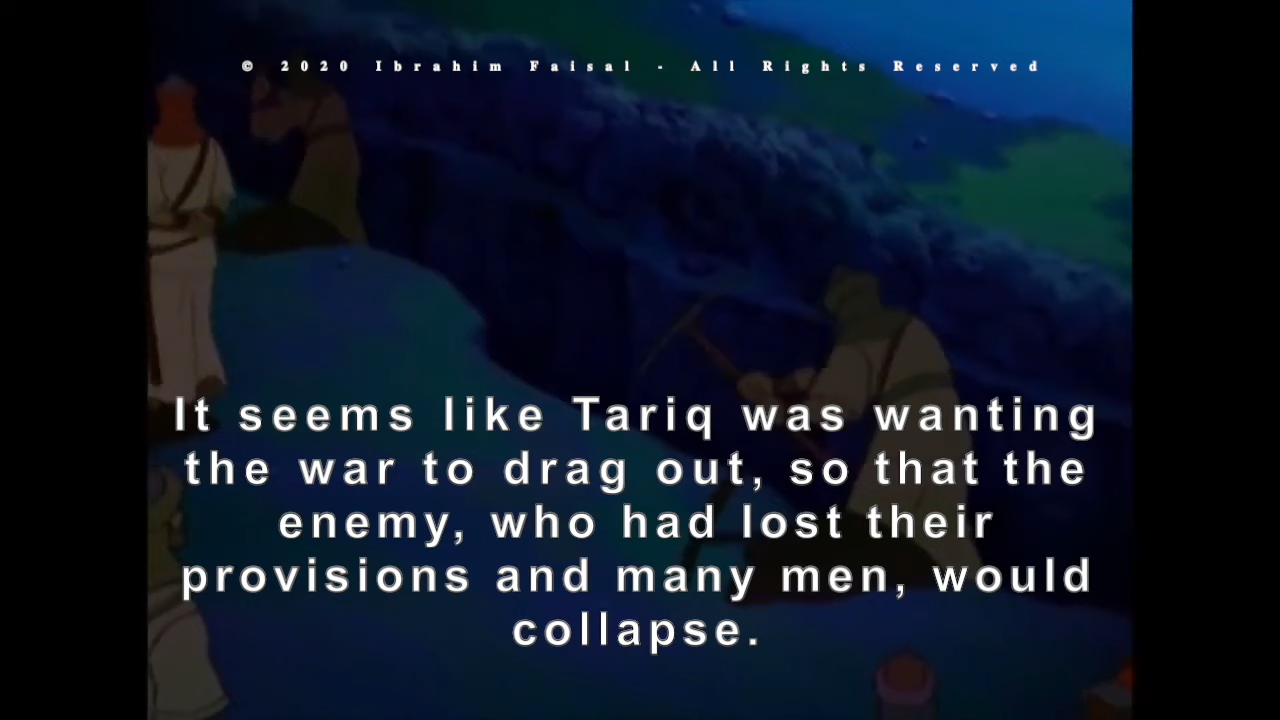 © 2020 Ibrahim Faisal - All Rights Reserved
It seems like Tariq was wanting
the war to drag out, so that the
enemy, who had lost their
provisions and many men, would
collapse.